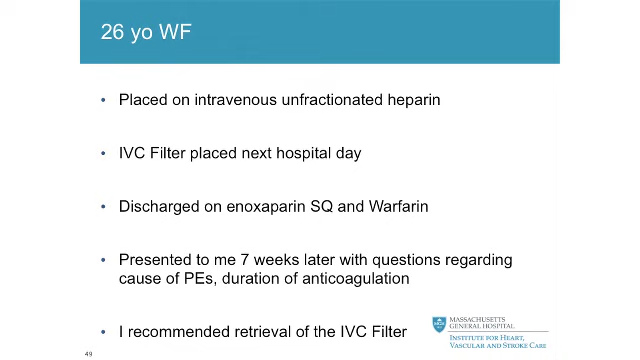 26 yo WF
• Placed on intravenous unfractionated heparin
• IVC Filter placed next hospital day
• Discharged on enoxaparin SQ and Warfarin
• Presented to me 7 weeks later with questions regarding
cause of PEs, duration of anticoagulation
• I recommended retrieval of the IVC Filter
MASSACHUSETTS
GENERAL HOSPITAL
INSTITUTE FOR HEART,
VASCULAR AND STROKE CARE
49